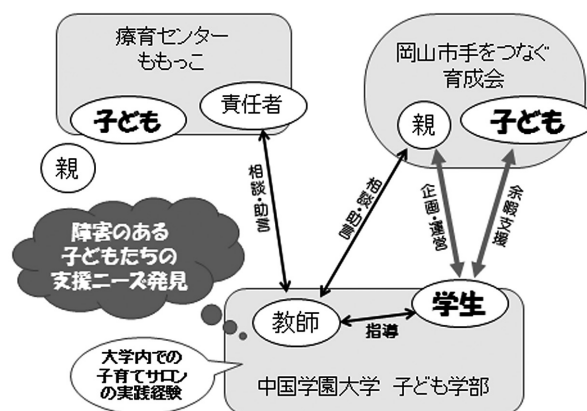 療育センター
ももっこ
子ども
責任者
親
岡山市手をつなぐ
育成会
親
子ども
相談・助言
相談・助言
企画・運営
余暇支援
障害のある
子どもたちの
支援ニーズ発見
教師
指導
学生
大学内での
子育てサロン
の実践経験
中国学園大学 子ども学部